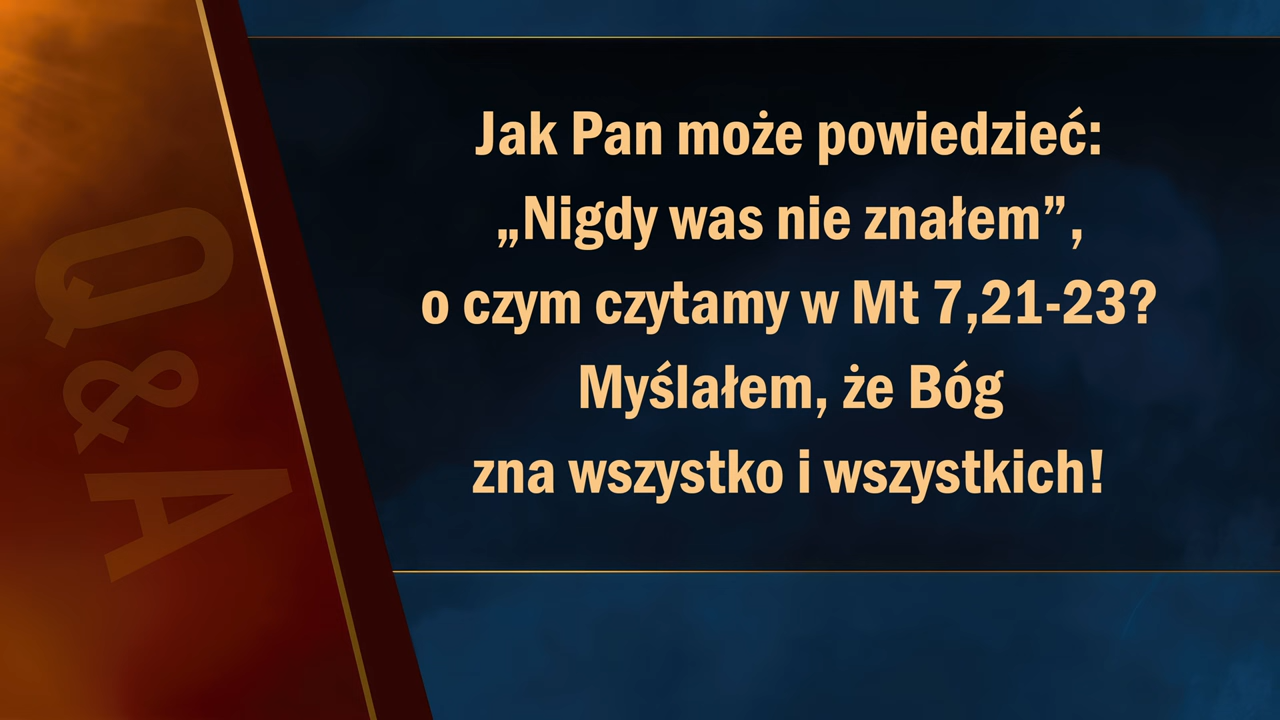 Q&A
Jak Pan może powiedzieć:
„Nigdy was nie znałem”,
o czym czytamy w Mt 7,21-23?
Myślałem, że Bóg
zna wszystko i wszystkich!